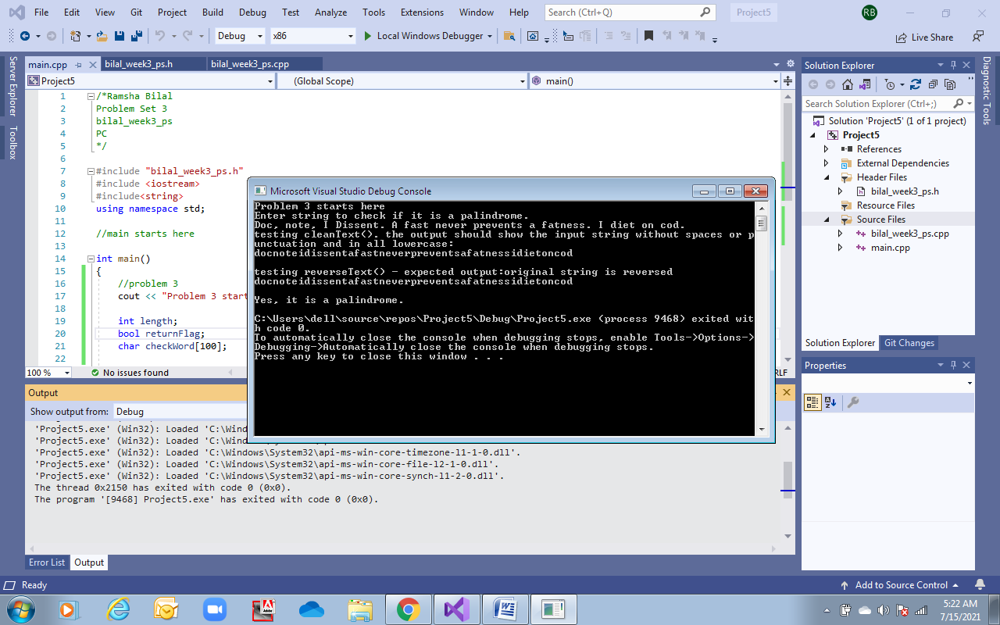 File Edit View Git Project Build Debug Test Analyze Tools Extensions Window Help Search (Ctrl+Q) Project5 RB
Debug x86 Local Windows Debugger Live Share
Server Explorer
Toolbox
main.cpp bilal_week3_ps.h bilal_week3_ps.cpp
Project5 (Global Scope) main()
1 /*Ramsha Bilal
2 Problem Set 3
3 bilal_week3_ps
4 PC
5 */
6
7 #include "bilal_week3_ps.h"
8 #include <iostream>
9 #include<string>
10 using namespace std;
11
12 //main starts here
13
14 int main()
15 {
16 //problem 3
17 cout << "Problem 3 start
18
19 int length;
20 bool returnFlag;
21 char checkWord[100];
22
100 % No issues found
RLF
Microsoft Visual Studio Debug Console
Problem 3 starts here
Enter string to check if it is a palindrome.
Doc, note, I Dissent. A fast never prevents a fatness. I diet on cod.
testing cleanText(). the output should show the input string without spaces or p
unctuation and in all lowercase:
docnoteidissentafastneverpreventsafatnessidietoncod
testing reverseText() - expected output:original string is reversed
docnoteidissentafastneverpreventsafatnessidietoncod
Yes, it is a palindrome.
C:\Users\dell\source\repos\Project5\Debug\Project5.exe (process 9468) exited wit
h code 0.
To automatically close the console when debugging stops, enable Tools->Options->
Debugging->Automatically close the console when debugging stops.
Press any key to close this window . . .
Output
Show output from: Debug
'Project5.exe' (Win32): Loaded 'C:\Wind
'Project5.exe' (Win32): Loaded 'C:\Wind
'Project5.exe' (Win32): Loaded 'C:\Windows\System32\api-ms-win-core-timezone-l1-1-0.dll'.
'Project5.exe' (Win32): Loaded 'C:\Windows\System32\api-ms-win-core-file-l2-1-0.dll'.
'Project5.exe' (Win32): Loaded 'C:\Windows\System32\api-ms-win-core-synch-l1-2-0.dll'.
The thread 0x2150 has exited with code 0 (0x0).
The program '[9468] Project5.exe' has exited with code 0 (0x0).
Error List Output
Solution Explorer
Search Solution Explorer (Ctrl+;)
Solution 'Project5' (1 of 1 project)
Project5
References
External Dependencies
Header Files
bilal_week3_ps.h
Resource Files
Source Files
bilal_week3_ps.cpp
main.cpp
Solution Explorer Git Changes
Properties
Diagnostic Tools
Ready Add to Source Control
5:22 AM
7/15/2021